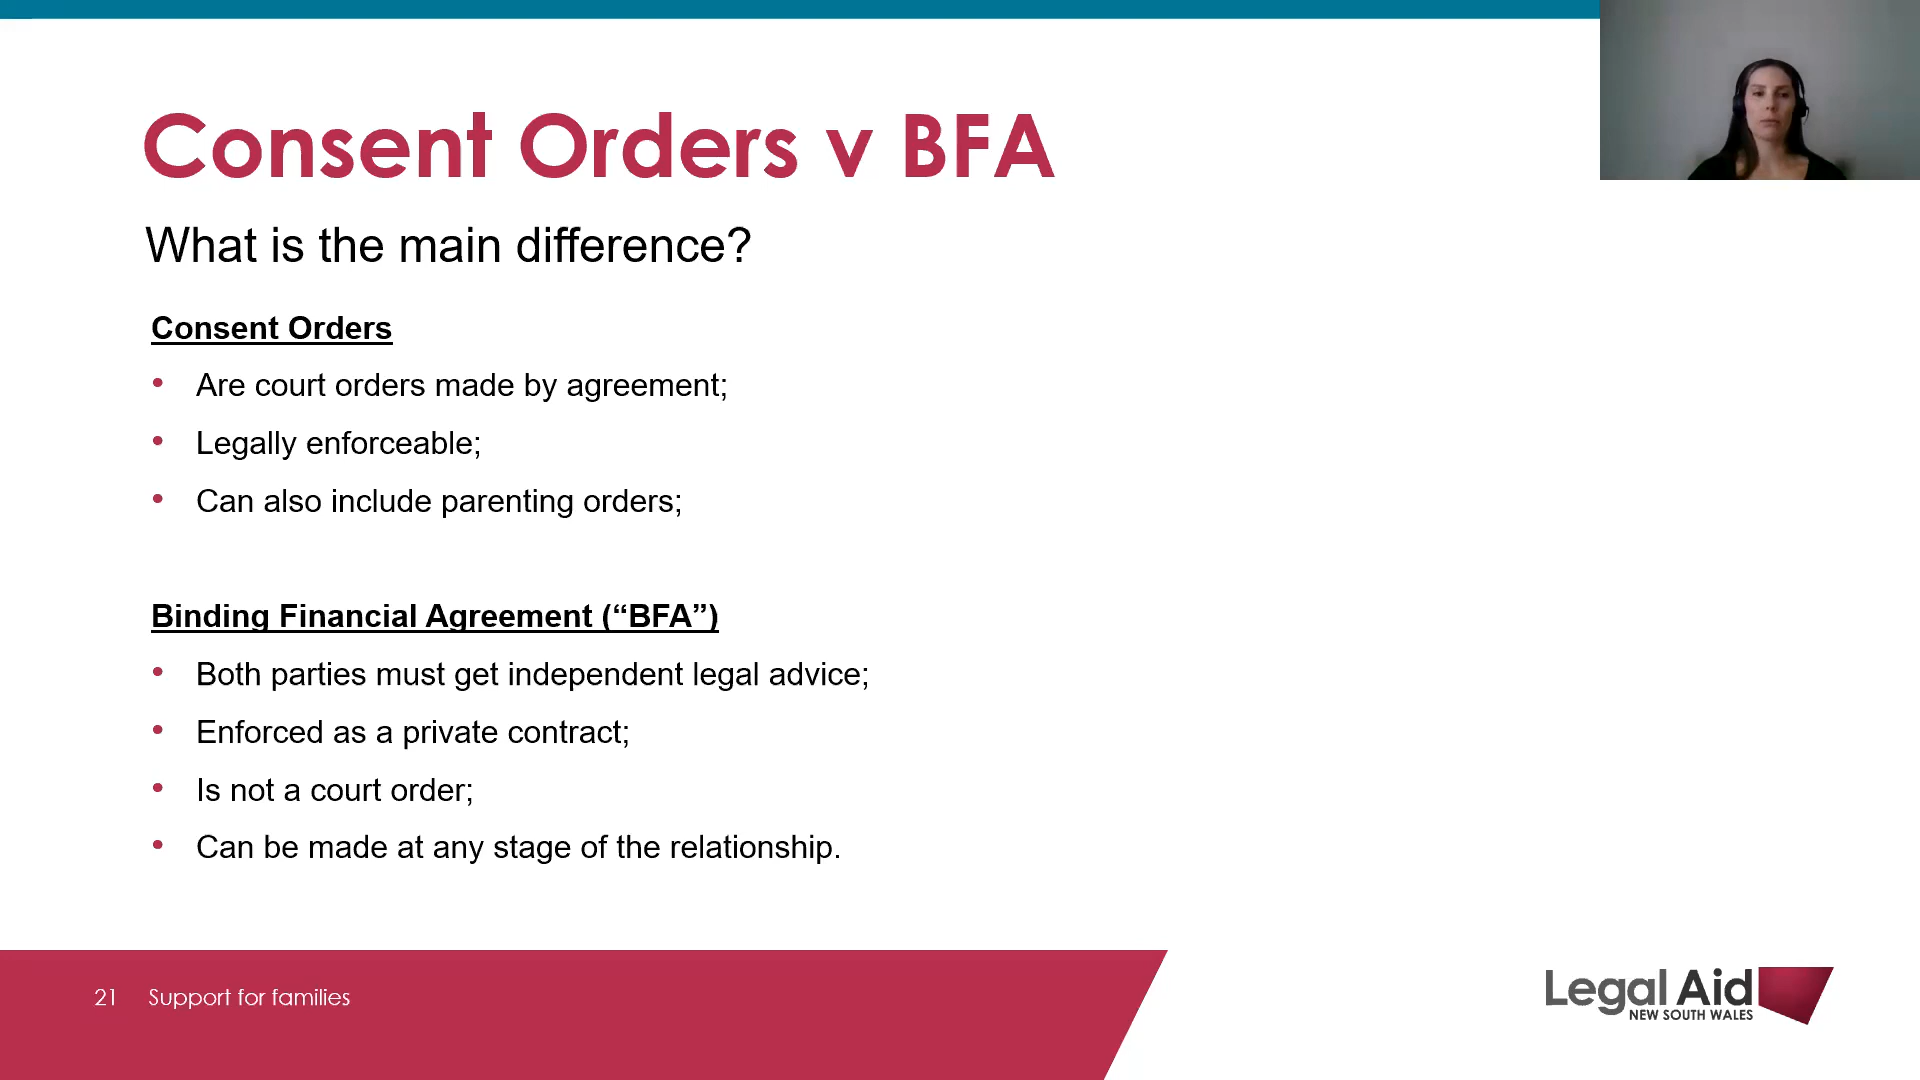 Consent Orders v BFA
What is the main difference?
Consent Orders
• Are court orders made by agreement;
• Legally enforceable;
• Can also include parenting orders;
Binding Financial Agreement (“BFA”)
• Both parties must get independent legal advice;
• Enforced as a private contract;
• Is not a court order;
• Can be made at any stage of the relationship.
21 Support for families
Legal Aid
NEW SOUTH WALES